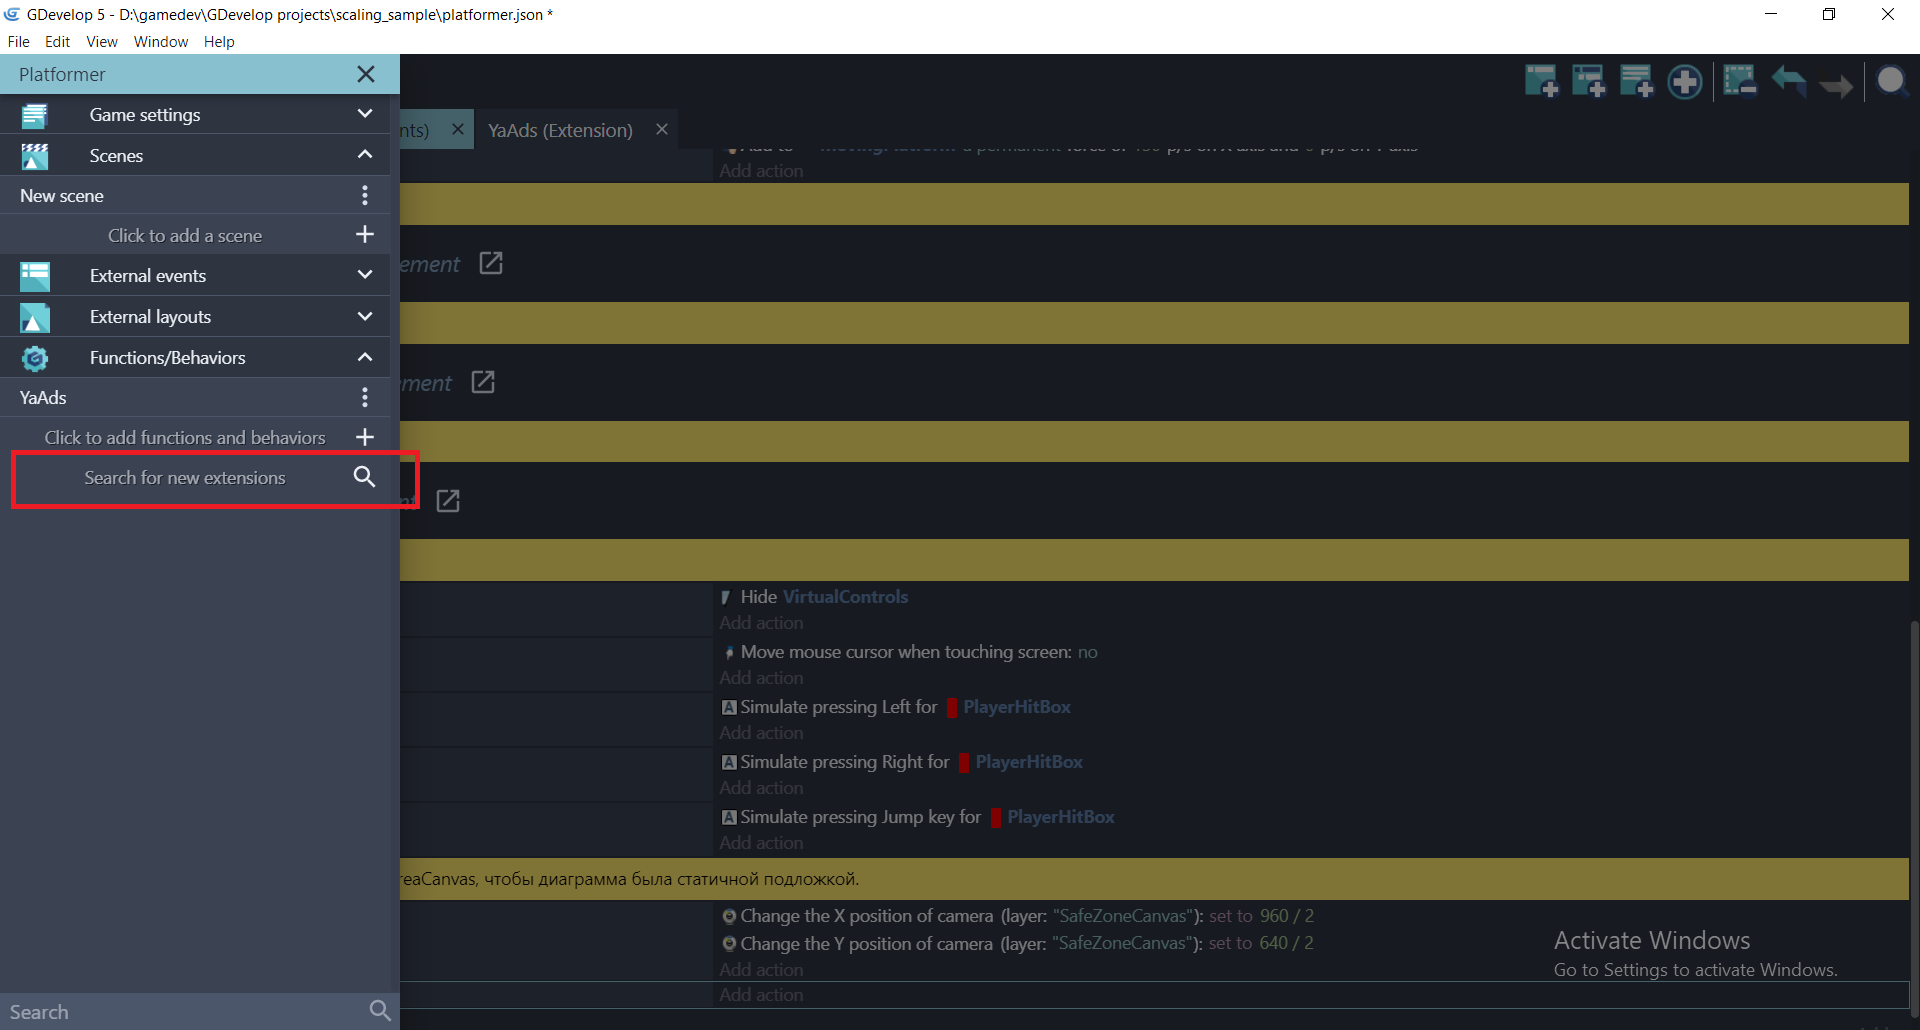 GDevelop 5 - D:\gamedev\GDevelop projects\scaling_sample\platformer.json *
File Edit View Window Help
Platformer
Game settings
Scenes
New scene
Click to add a scene
External events
External layouts
Functions/Behaviors
YaAds
Click to add functions and behaviors
Search for new extensions
Search
nts)
YaAds (Extension)
Add action
ement
ement
nt
Hide VirtualControls
Add action
Move mouse cursor when touching screen: no
Add action
A Simulate pressing Left for PlayerHitBox
Add action
A Simulate pressing Right for PlayerHitBox
Add action
A Simulate pressing Jump key for PlayerHitBox
Add action
reaCanvas, чтобы диаграмма была статичной подложкой.
Change the X position of camera (layer: "SafeZoneCanvas"): set to 960 / 2
Change the Y position of camera (layer: "SafeZoneCanvas"): set to 640 / 2
Add action
Add action
Activate Windows
Go to Settings to activate Windows.